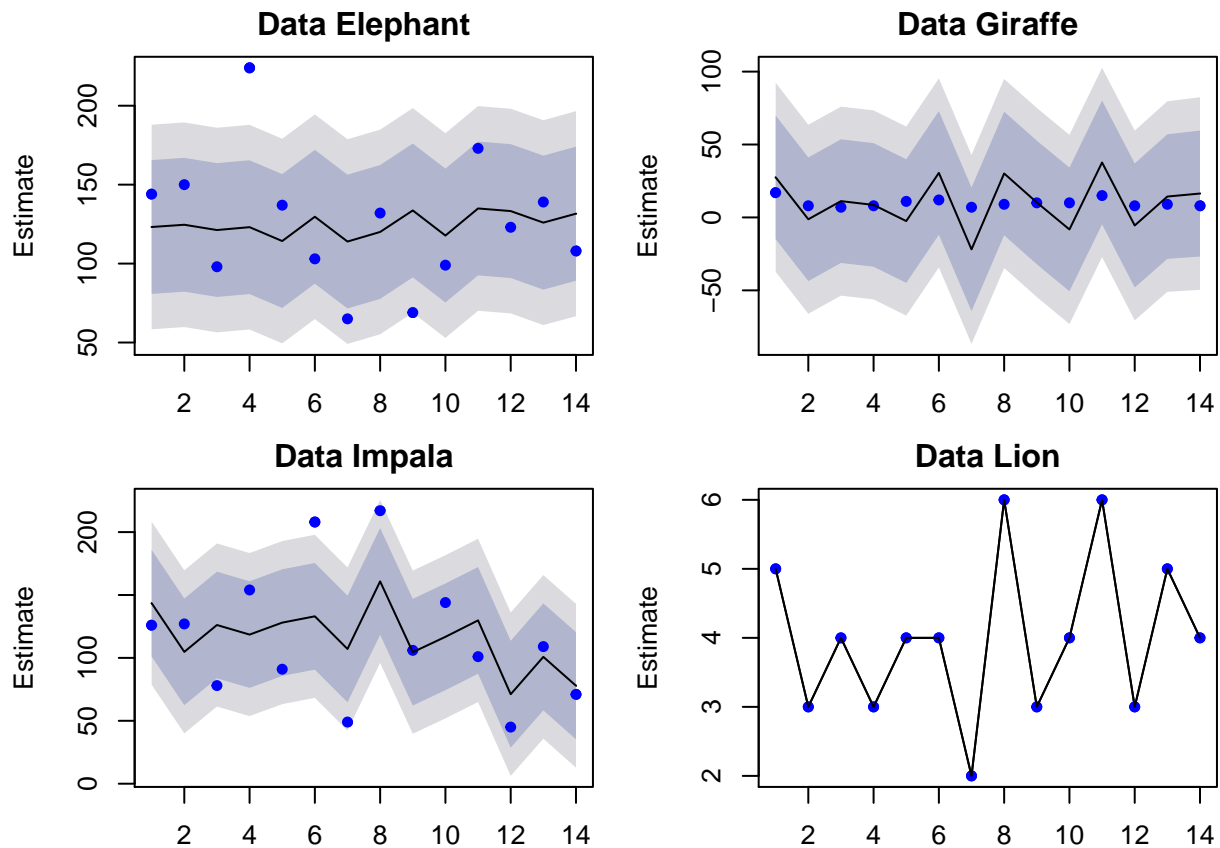 Data Elephant
Estimate
50 100 150 200
2 4 6 8 10 12 14
Data Giraffe
Estimate
−50 0 50 100
2 4 6 8 10 12 14
Data Impala
Estimate
0 50 100 200
2 4 6 8 10 12 14
Data Lion
Estimate
2 3 4 5 6
2 4 6 8 10 12 14